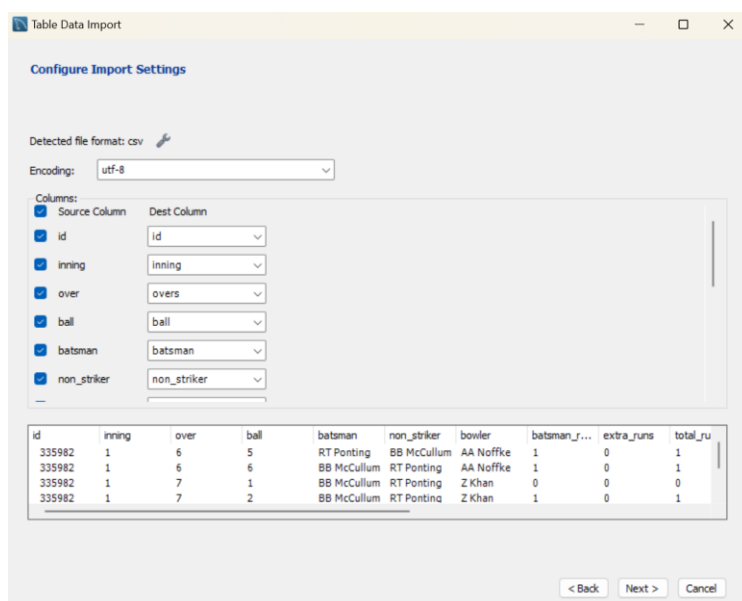 Table Data Import
Configure Import Settings
Detected file format: csv
Encoding: utf-8
Columns:
Source Column Dest Column
id id
inning inning
over overs
ball ball
batsman batsman
non_striker non_striker
id inning over ball batsman non_striker bowler batsman_r... extra_runs total_ru
335982 1 6 5 RT Ponting BB McCullum AA Noffke 1 0 1
335982 1 6 6 BB McCullum RT Ponting AA Noffke 1 0 1
335982 1 7 1 BB McCullum RT Ponting Z Khan 0 0 0
335982 1 7 2 BB McCullum RT Ponting Z Khan 1 0 1
< Back Next > Cancel